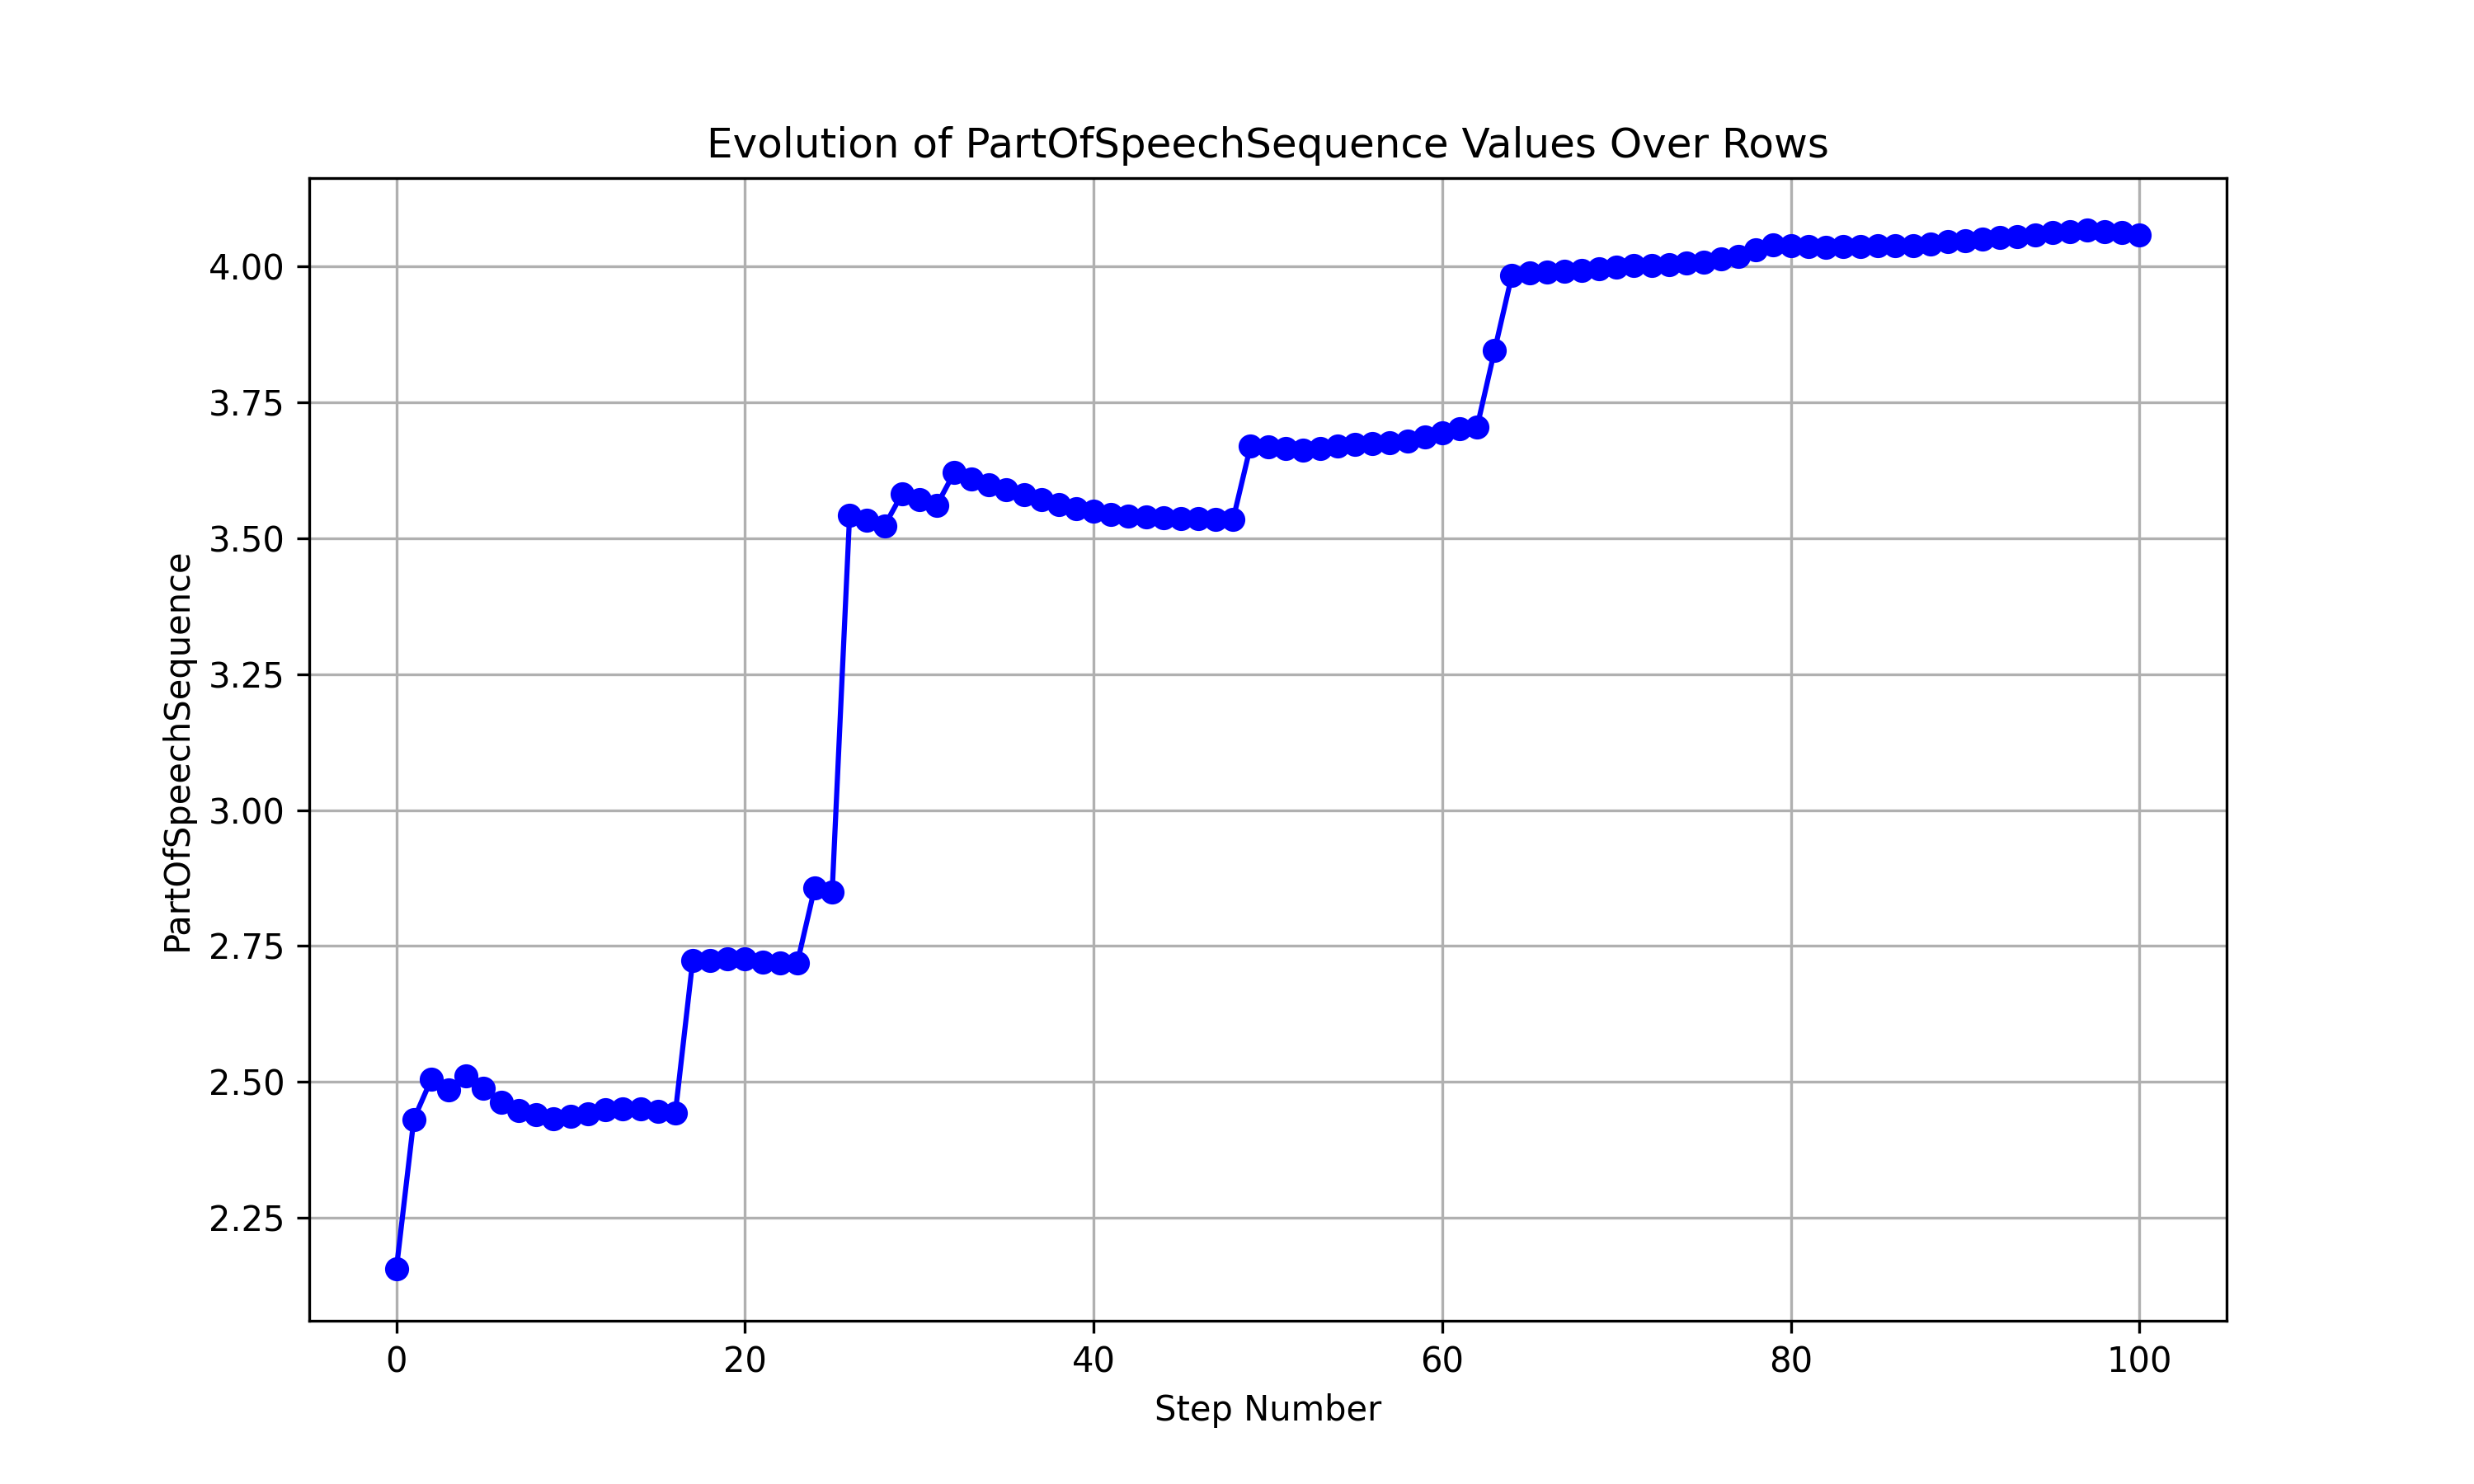 Evolution of PartOfSpeechSequence Values Over Rows
PartOfSpeechSequence
4.00
3.75
3.50
3.25
3.00
2.75
2.50
2.25
0 20 40 60 80 100
Step Number